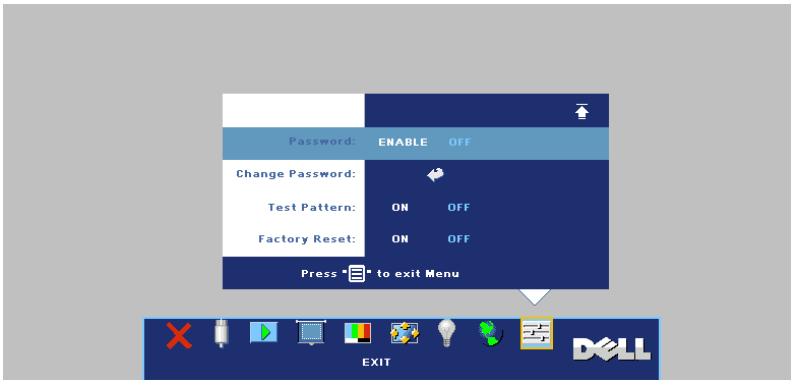 Password: ENABLE OFF
Change Password:
Test Pattern: ON OFF
Factory Reset: ON OFF
Press "" to exit Menu
EXIT
DELL